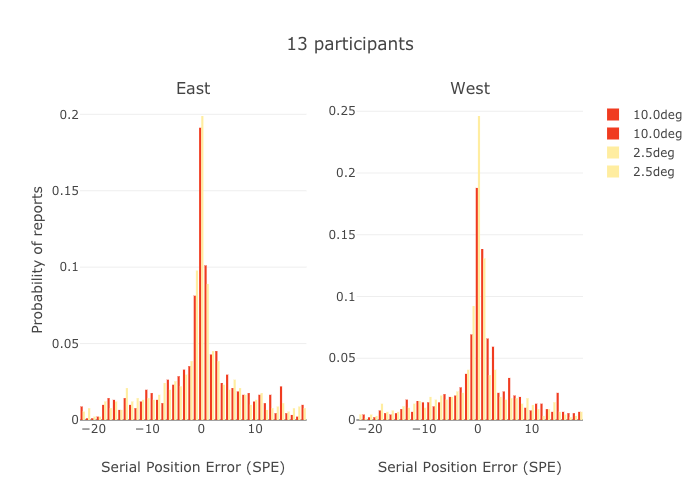 13 participants
East
West
10.0deg
10.0deg
2.5deg
2.5deg
Probability of reports
0.2
0.15
0.1
0.05
0
−20
−10
0
10
Serial Position Error (SPE)
0.25
0.2
0.15
0.1
0.05
0
−20
−10
0
10
Serial Position Error (SPE)